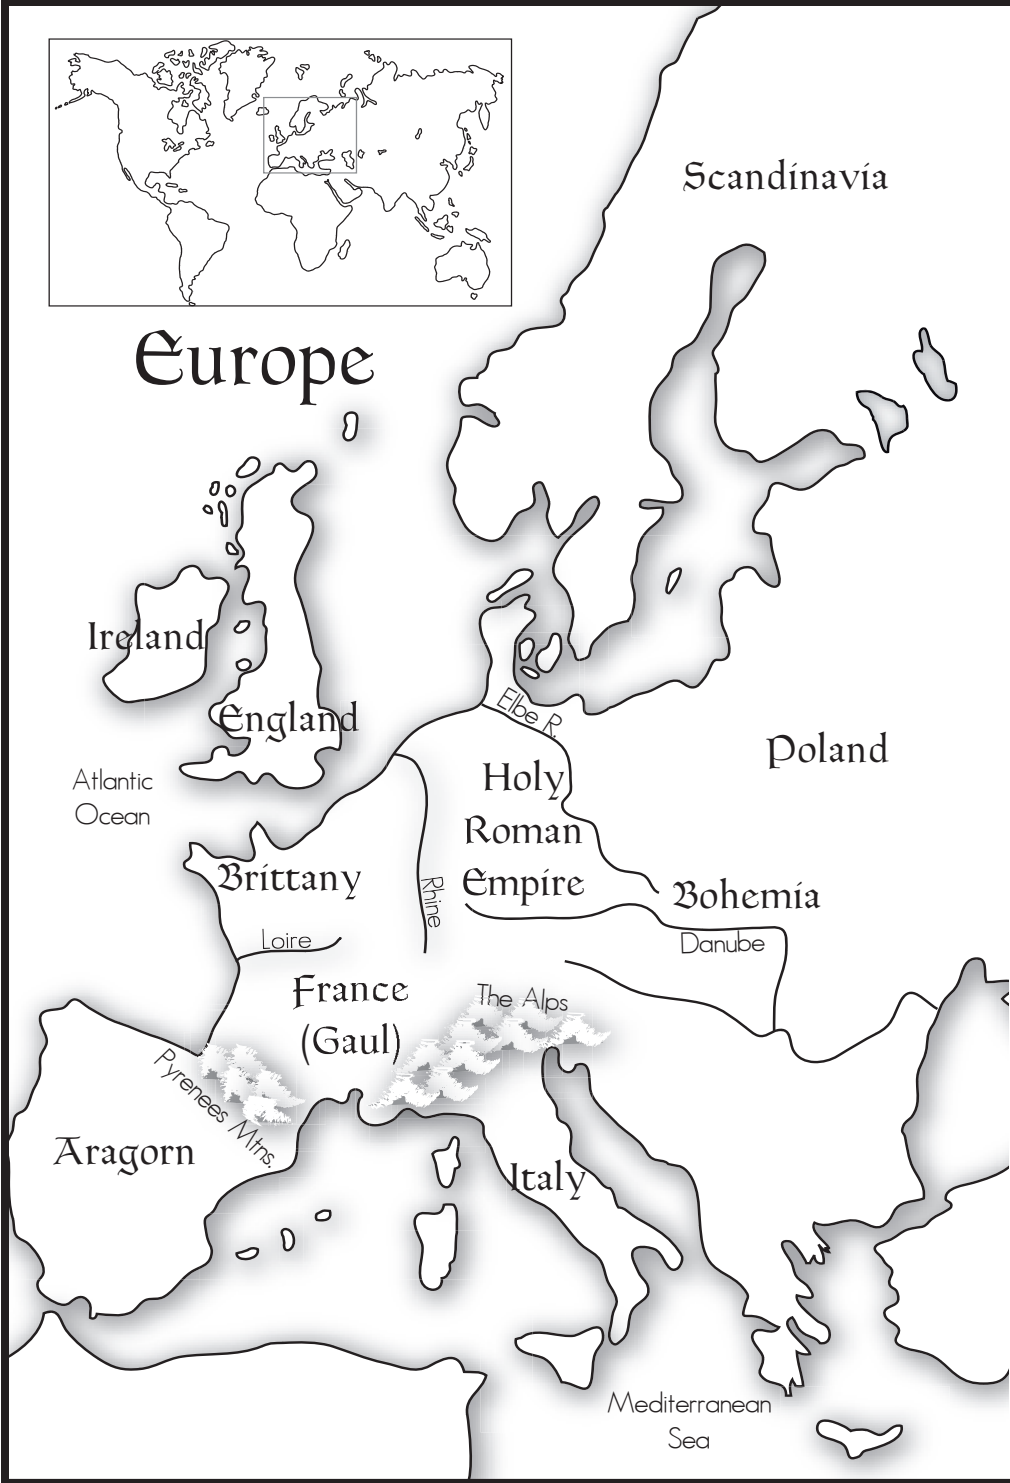 Scandinavia
Europe
Ireland
England
Elbe R.
Atlantic
Ocean
Poland
Holy
Roman
Empire
Brittany
Rhine
Bohemia
Loire
Danube
France
(Gaul)
The Alps
Pyrenees Mtns.
Aragorn
Italy
Mediterranean
Sea